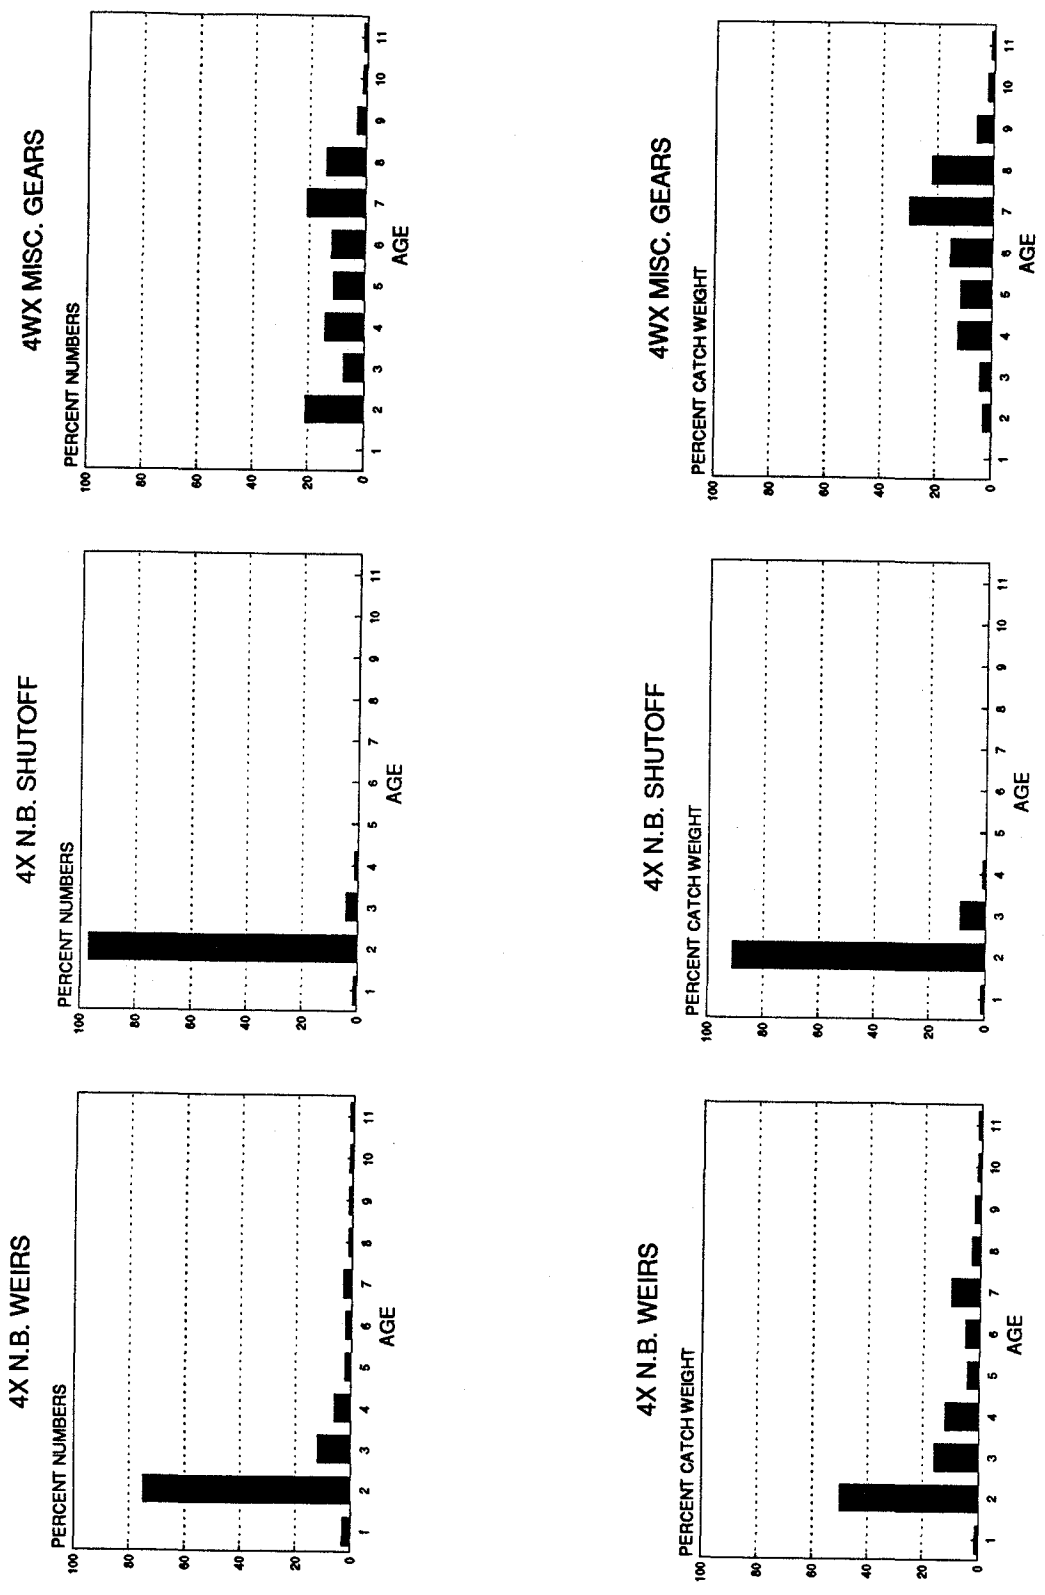 4X N.B. WEIRS
PERCENT NUMBERS
100
80
60
40
20
0
1 2 3 4 5 6 7 8 9 10 11
AGE
4X N.B. SHUTOFF
PERCENT NUMBERS
100
80
60
40
20
0
1 2 3 4 5 6 7 8 9 10 11
AGE
4WX MISC. GEARS
PERCENT NUMBERS
100
80
60
40
20
0
1 2 3 4 5 6 7 8 9 10 11
AGE
4X N.B. WEIRS
PERCENT CATCH WEIGHT
100
80
60
40
20
0
1 2 3 4 5 6 7 8 9 10 11
AGE
4X N.B. SHUTOFF
PERCENT CATCH WEIGHT
100
80
60
40
20
0
1 2 3 4 5 6 7 8 9 10 11
AGE
4WX MISC. GEARS
PERCENT CATCH WEIGHT
100
80
60
40
20
0
1 2 3 4 5 6 7 8 9 10 11
AGE